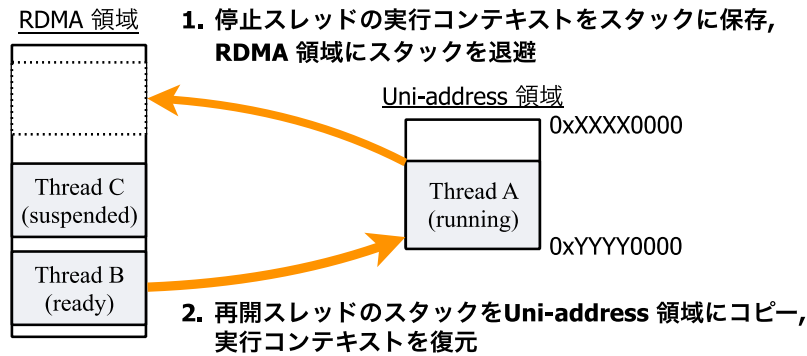 RDMA 領域
1. 停止スレッドの実行コンテキストをスタックに保存,
RDMA 領域にスタックを退避
Uni-address 領域
0xXXXX0000
Thread C
(suspended)
Thread A
(running)
0xYYYY0000
Thread B
(ready)
2. 再開スレッドのスタックをUni-address 領域にコピー,
実行コンテキストを復元